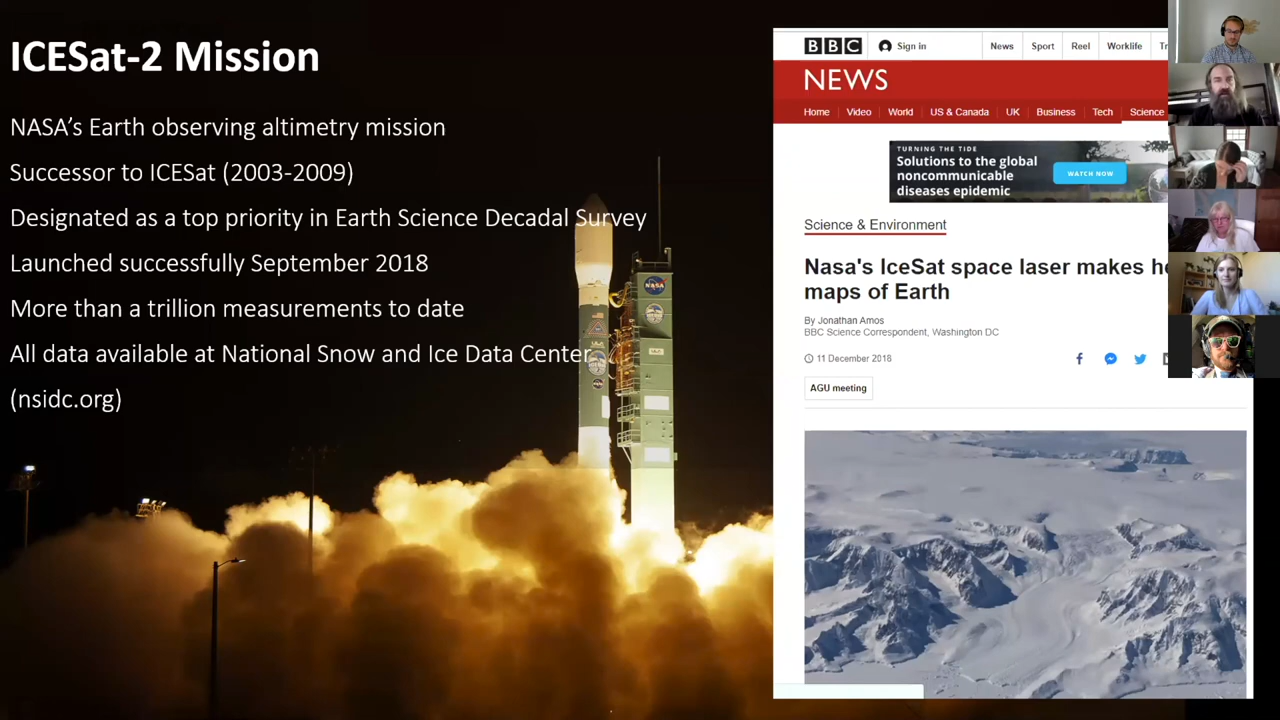 ICESat-2 Mission
NASA's Earth observing altimetry mission
Successor to ICESat (2003-2009)
Designated as a top priority in Earth Science Decadal Survey
Launched successfully September 2018
More than a trillion measurements to date
All data available at National Snow and Ice Data Center
(nsidc.org)
NASA
BBC Sign in News Sport Reel Worklife
NEWS
Home Video World US & Canada UK Business Tech Science
TURNING THE TIDE
Solutions to the global
noncommunicable
diseases epidemic
WATCH NOW
Science & Environment
Nasa's IceSat space laser makes
maps of Earth
By Jonathan Amos
BBC Science Correspondent, Washington DC
11 December 2018
AGU meeting